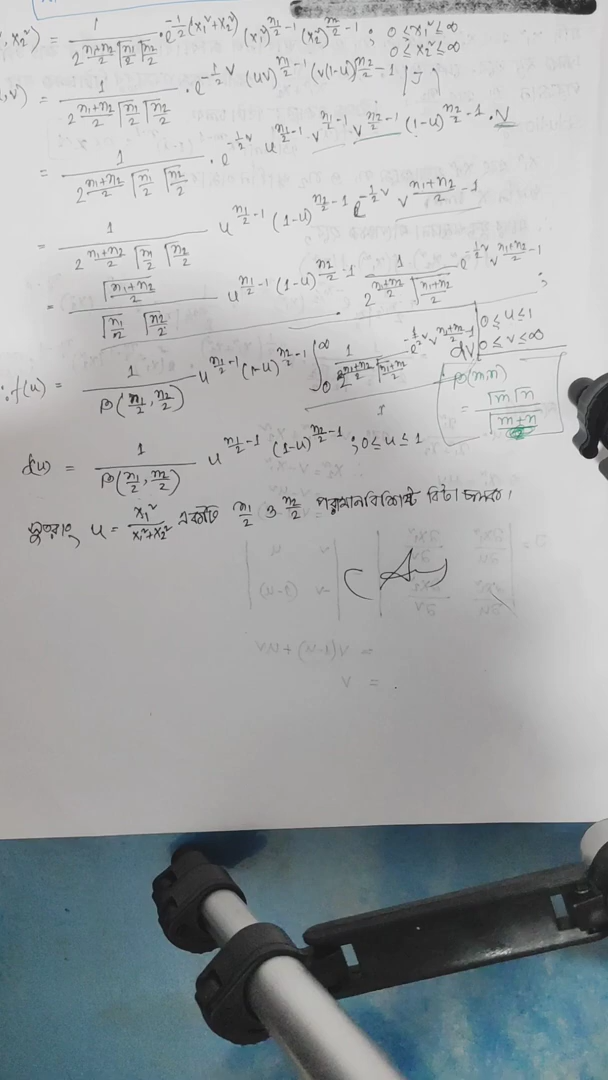 x₂²) = 1/(2^((n₁+n₂)/2) Γ(n₁/2) Γ(n₂/2)) · e^(-½(x₁²+x₂²)) (x₁²)^(n₁/2 -1) (x₂²)^(n₂/2 -1) ; 0≤x₁²≤∞
0≤x₂²≤∞
,v) = 1/(2^((n₁+n₂)/2) Γ(n₁/2) Γ(n₂/2)) · e^(-½v) (uv)^(n₁/2 -1) (v(1-u))^(n₂/2 -1) |J|
= 1/(2^((n₁+n₂)/2) Γ(n₁/2) Γ(n₂/2)) · e^(-½v) u^(n₁/2 -1) · v^(n₁/2 -1) · v^(n₂/2 -1) (1-u)^(n₂/2 -1) · v
= 1/(2^((n₁+n₂)/2) Γ(n₁/2) Γ(n₂/2)) u^(n₁/2 -1) (1-u)^(n₂/2 -1) e^(-½v) v^((n₁+n₂)/2 -1)
= Γ((n₁+n₂)/2)/(Γ(n₁/2) Γ(n₂/2)) u^(n₁/2 -1) (1-u)^(n₂/2 -1) · 1/(2^((n₁+n₂)/2) Γ((n₁+n₂)/2)) e^(-½v) v^((n₁+n₂)/2 -1) ;
0≤u≤1
0≤v≤∞
∴ f(u) = 1/β(n₁/2, n₂/2) u^(n₁/2 -1) (1-u)^(n₂/2 -1) ∫₀^∞ 1/(2^((n₁+n₂)/2) Γ((n₁+n₂)/2)) e^(-½v) v^((n₁+n₂)/2 -1) dv
1
β(m,n)
= Γm Γn / Γ(m+n)
f(u) = 1/β(n₁/2, n₂/2) u^(n₁/2 -1) (1-u)^(n₂/2 -1) ; 0≤u≤1
সুতরাং u = x₁²/(x₁²+x₂²) একটি n₁/2 ও n₂/2 পরামানবিশিষ্ট বিটা চলক।